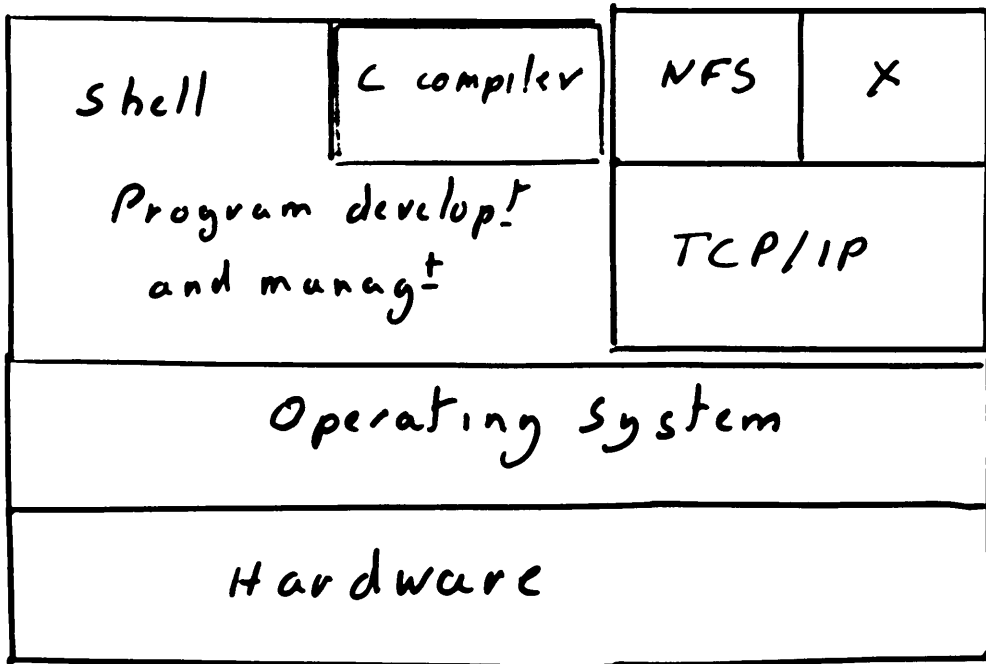 Shell
C compiler
NFS
X
Program develop.t
and manag.t
TCP/IP
Operating System
Hardware